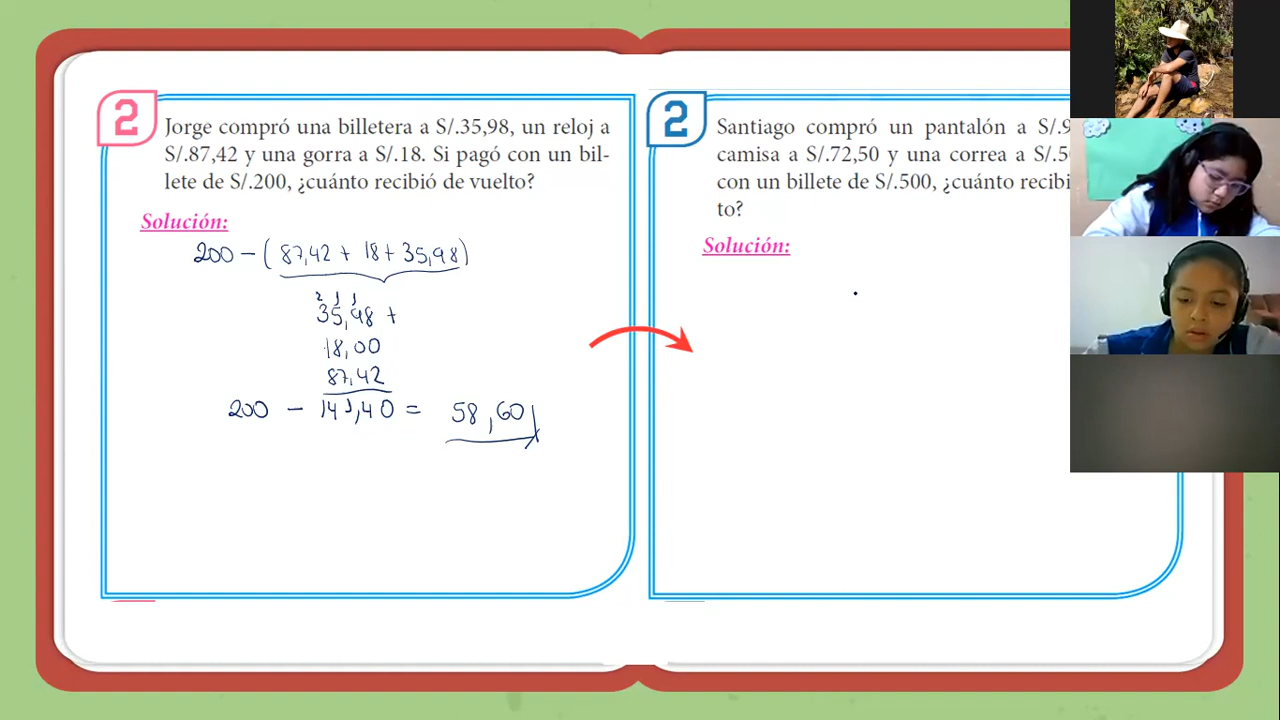 2
Jorge compró una billetera a S/.35,98, un reloj a
S/.87,42 y una gorra a S/.18. Si pagó con un bil-
lete de S/.200, ¿cuánto recibió de vuelto?
Solución:
200 - (87,42 + 18 + 35,98)
2 1 1
35,98 +
18,00
87,42
200 - 141,40 = 58,60
2
Santiago compró un pantalón a S/.9
camisa a S/.72,50 y una correa a S/.5
con un billete de S/.500, ¿cuánto recibi
to?
Solución: